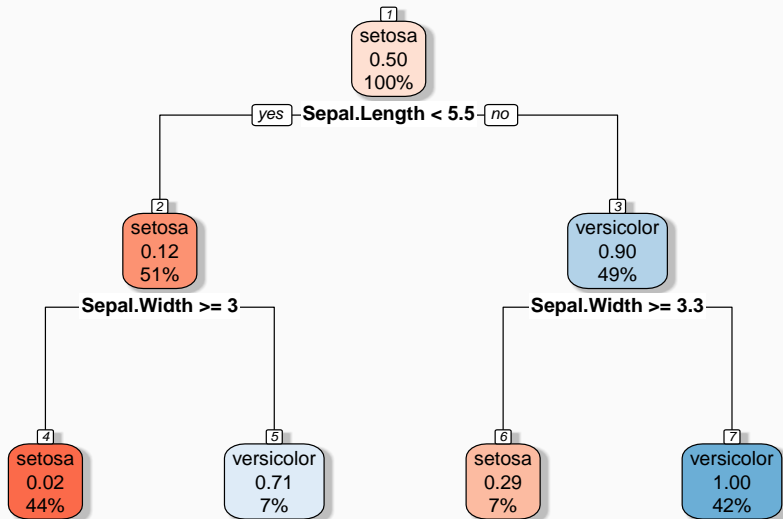 1
setosa
0.50
100%
yes Sepal.Length < 5.5 no
2
setosa
0.12
51%
3
versicolor
0.90
49%
Sepal.Width >= 3
Sepal.Width >= 3.3
4
setosa
0.02
44%
5
versicolor
0.71
7%
6
setosa
0.29
7%
7
versicolor
1.00
42%